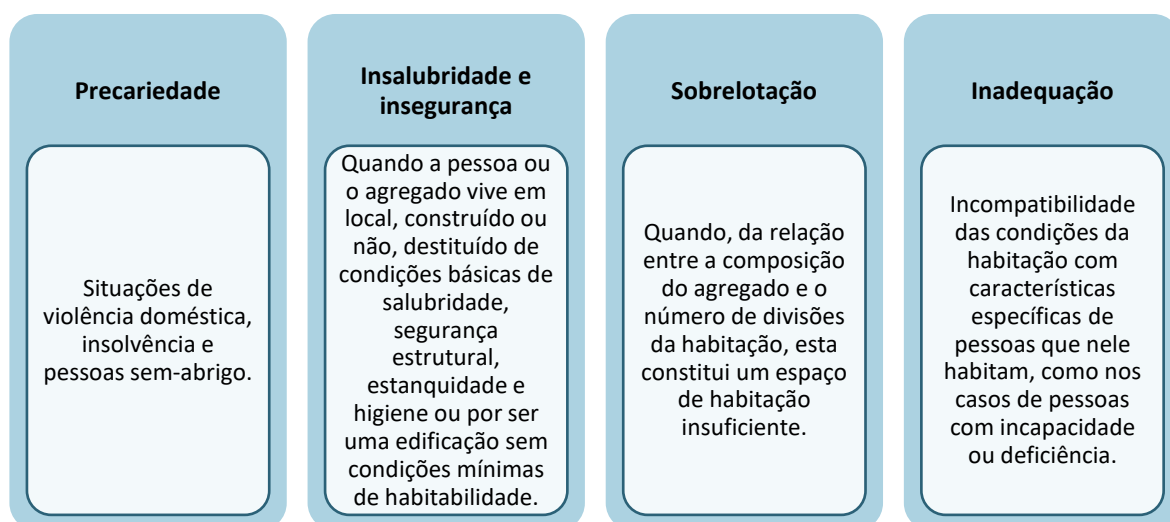 Precariedade
Situações de
violência doméstica,
insolvência e
pessoas sem-abrigo.
Insalubridade e
insegurança
Quando a pessoa ou
o agregado vive em
local, construído ou
não, destituído de
condições básicas de
salubridade,
segurança
estrutural,
estanquidade e
higiene ou por ser
uma edificação sem
condições mínimas
de habitabilidade.
Sobrelotação
Quando, da relação
entre a composição
do agregado e o
número de divisões
da habitação, esta
constitui um espaço
de habitação
insuficiente.
Inadequação
Incompatibilidade
das condições da
habitação com
características
específicas de
pessoas que nele
habitam, como nos
casos de pessoas
com incapacidade
ou deficiência.